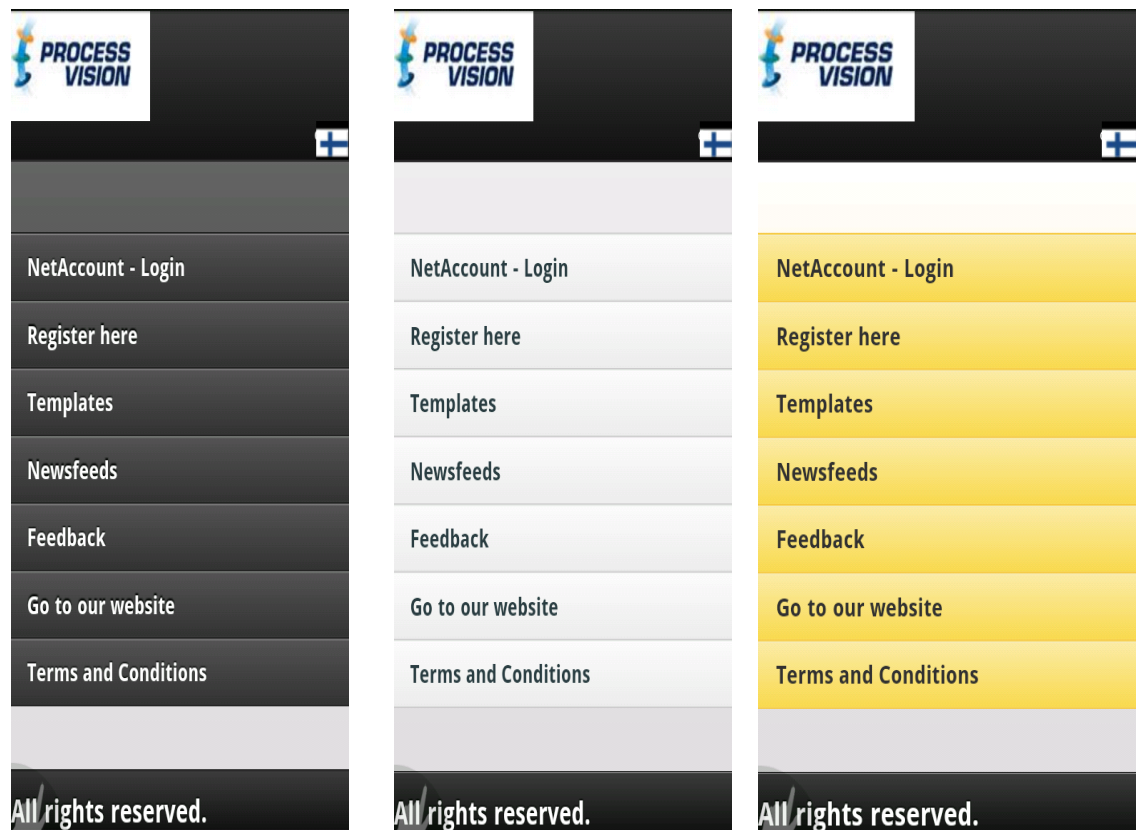 PROCESS
VISION
NetAccount - Login
Register here
Templates
Newsfeeds
Feedback
Go to our website
Terms and Conditions
All rights reserved.
PROCESS
VISION
NetAccount - Login
Register here
Templates
Newsfeeds
Feedback
Go to our website
Terms and Conditions
All rights reserved.
PROCESS
VISION
NetAccount - Login
Register here
Templates
Newsfeeds
Feedback
Go to our website
Terms and Conditions
All rights reserved.